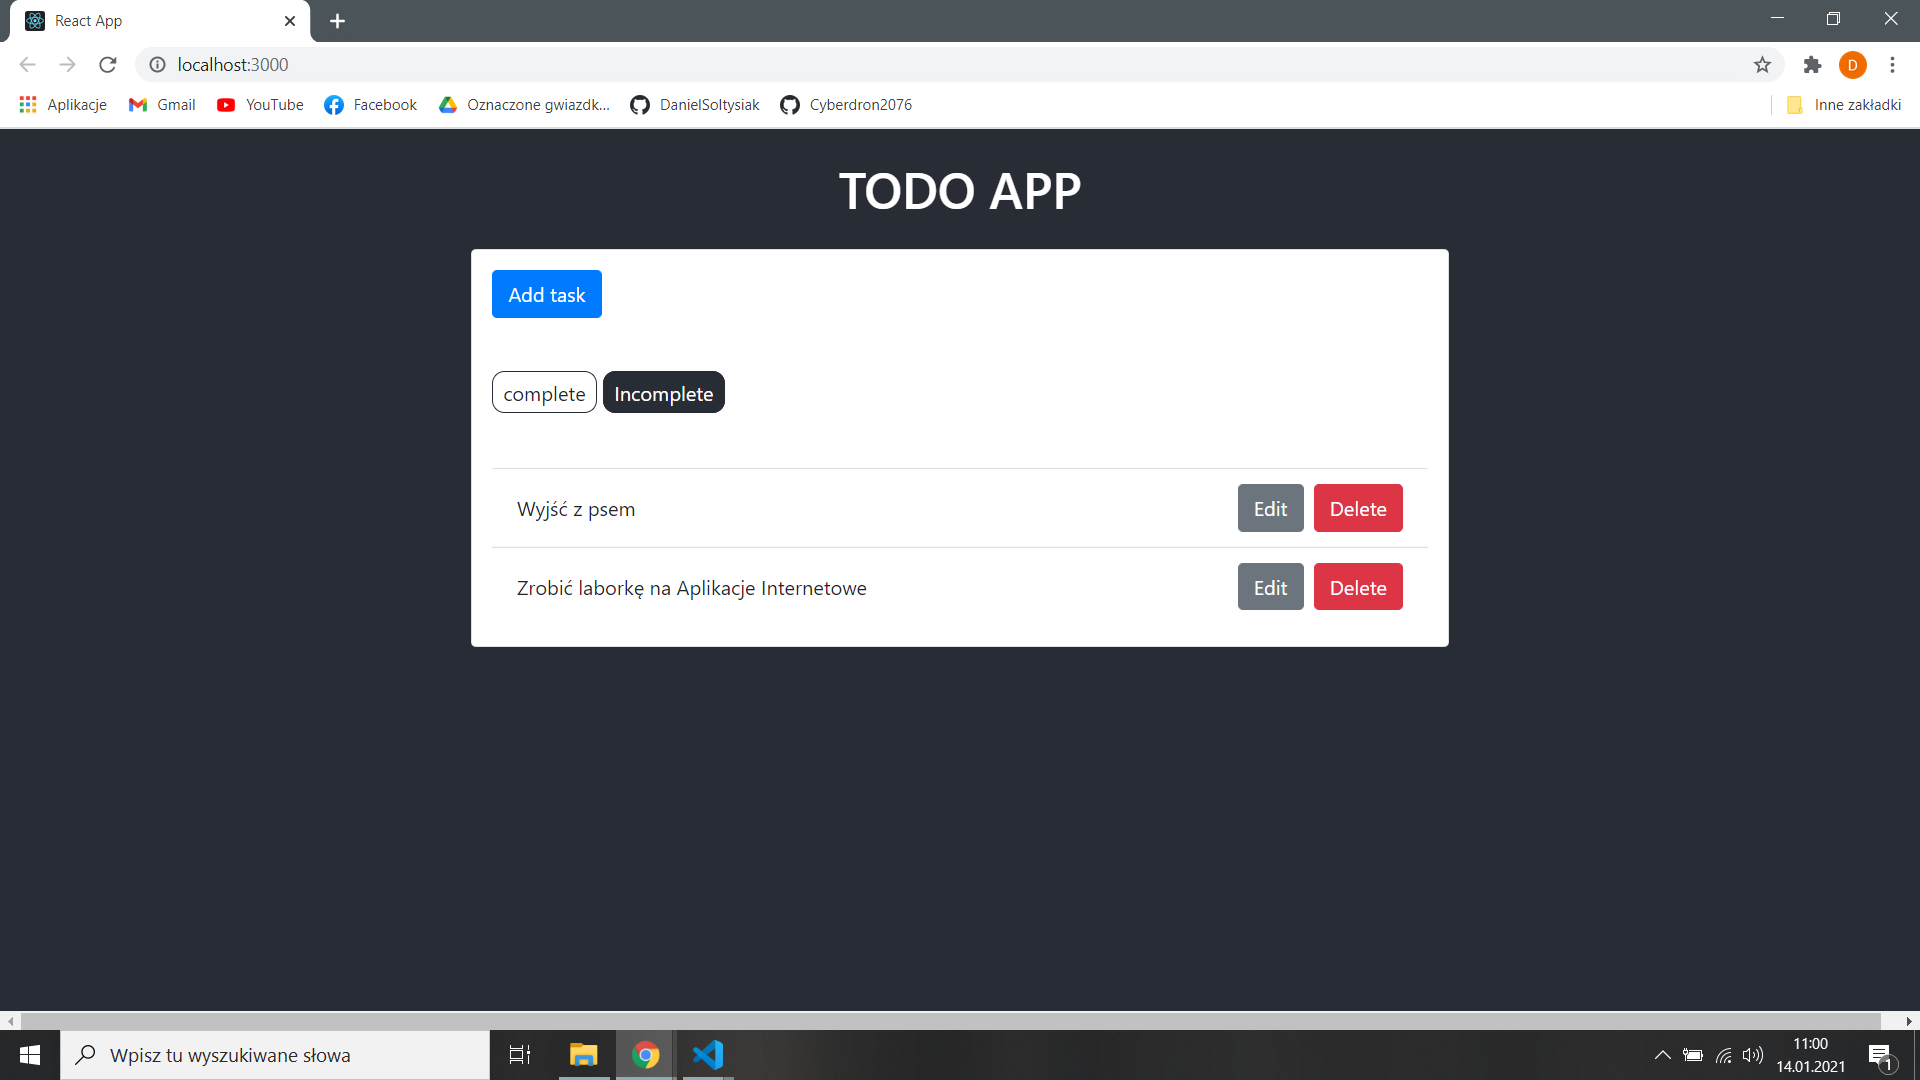 React App
localhost:3000
Aplikacje Gmail YouTube Facebook Oznaczone gwiazdk... DanielSoltysiak Cyberdron2076 Inne zakładki
D
TODO APP
Add task
complete Incomplete
Wyjść z psem Edit Delete
Zrobić laborkę na Aplikacje Internetowe Edit Delete
Wpisz tu wyszukiwane słowa
11:00
14.01.2021
1